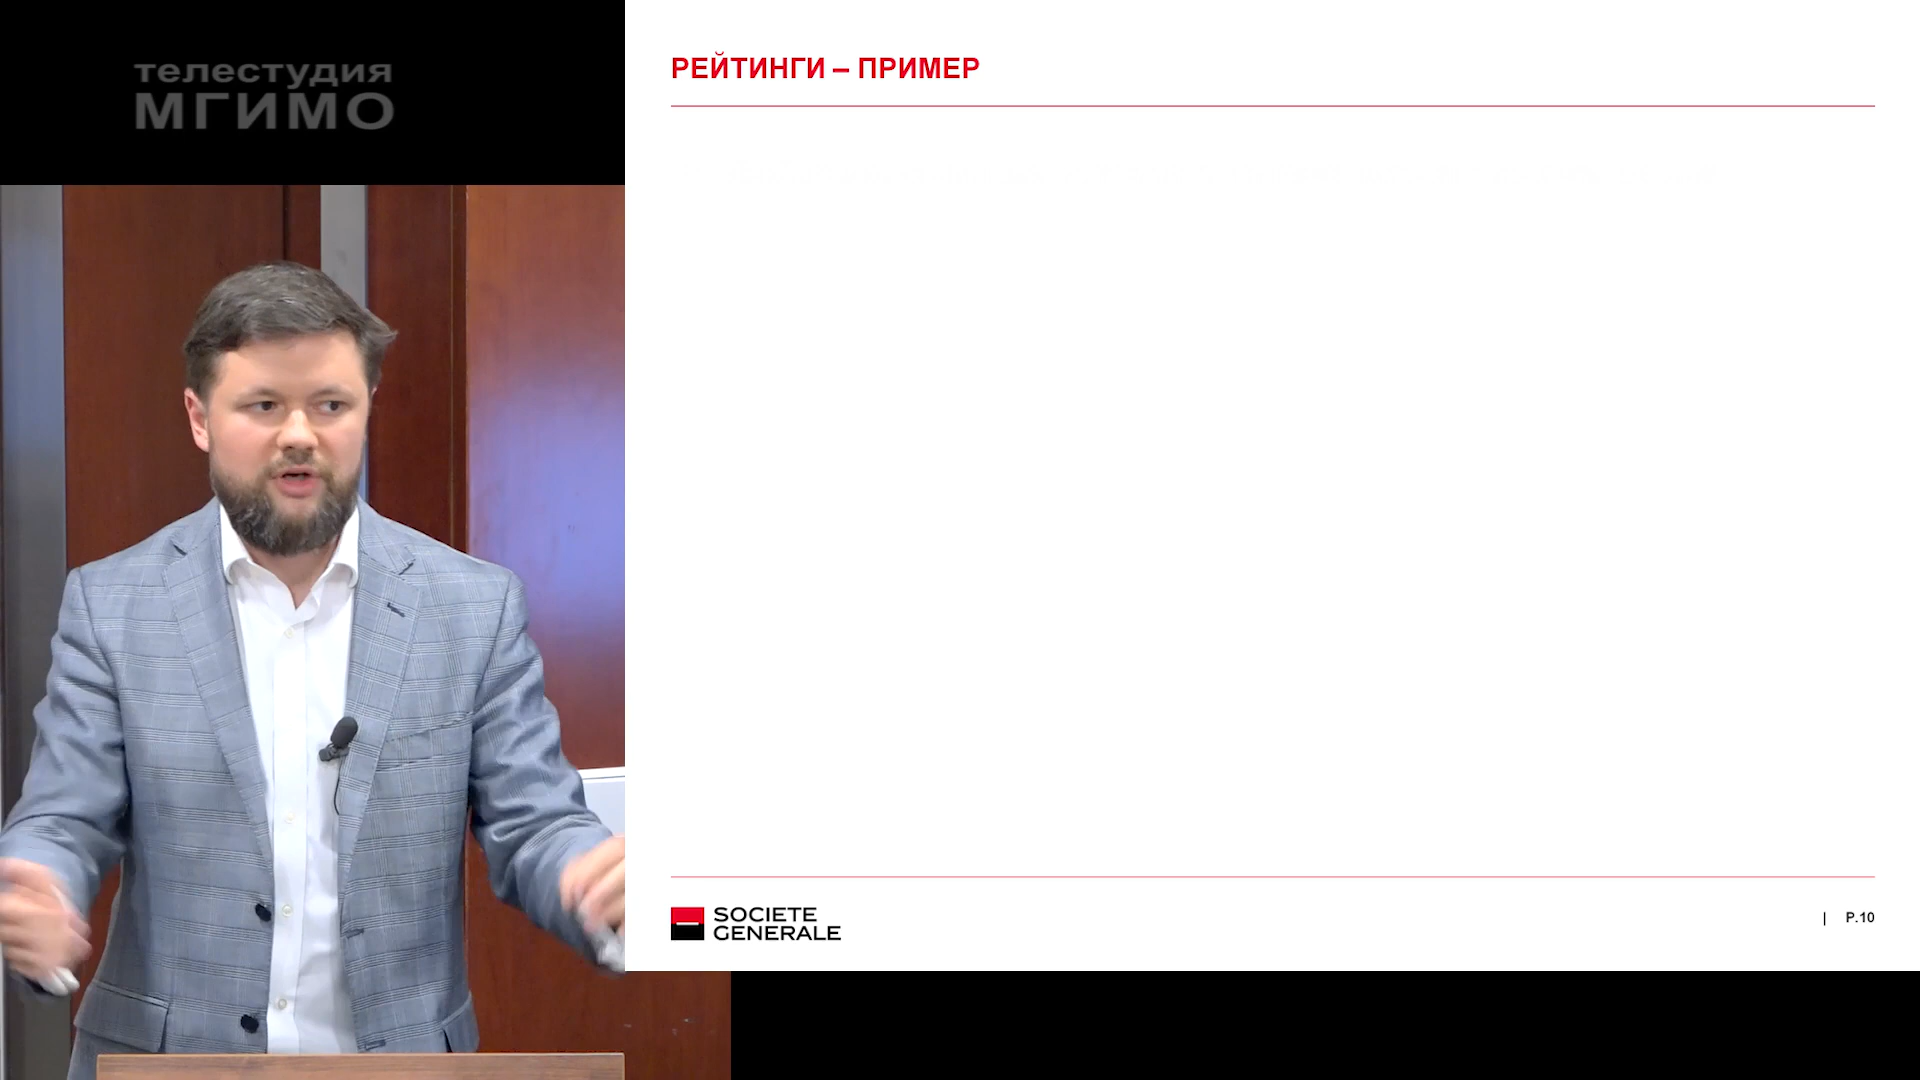 телестудия
МГИМО
РЕЙТИНГИ – ПРИМЕР
SOCIETE
GENERALE
| P.10